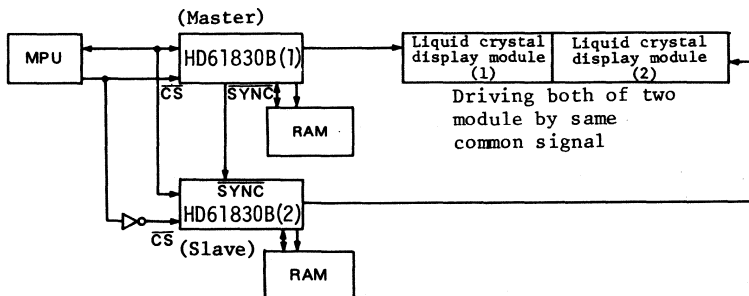 (Master)
MPU
HD61830B(1)
CS
SYNC
RAM
Liquid crystal
display module
(1)
Liquid crystal
display module
(2)
Driving both of two
module by same
common signal
SYNC
HD61830B(2)
CS
(Slave)
RAM